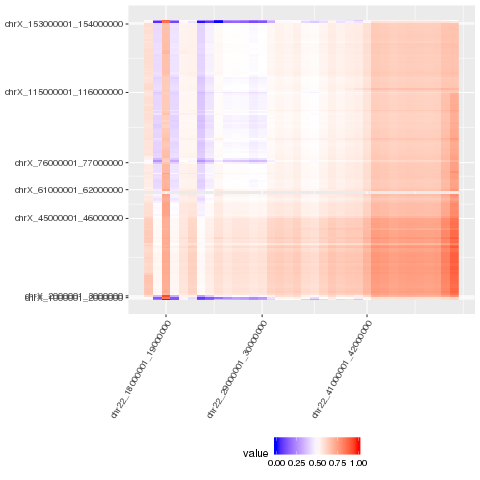 chrX_153000001_154000000
chrX_115000001_116000000
chrX_76000001_77000000
chrX_61000001_62000000
chrX_45000001_46000000
chr22_18000001_19000000
chr22_29000001_30000000
chr22_41000001_42000000
value
0.00 0.25 0.50 0.75 1.00